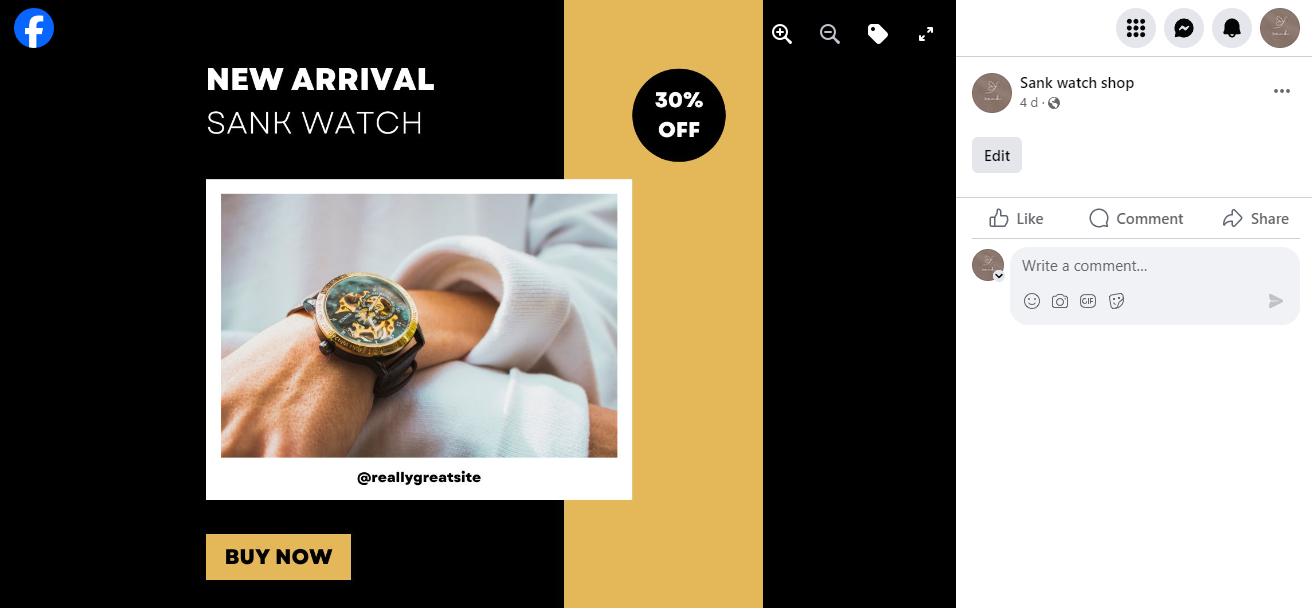 NEW ARRIVAL
SANK WATCH
30%
OFF
@reallygreatsite
BUY NOW
Sank watch shop
4 d ·
Edit
Like
Comment
Share
Write a comment...
GIF